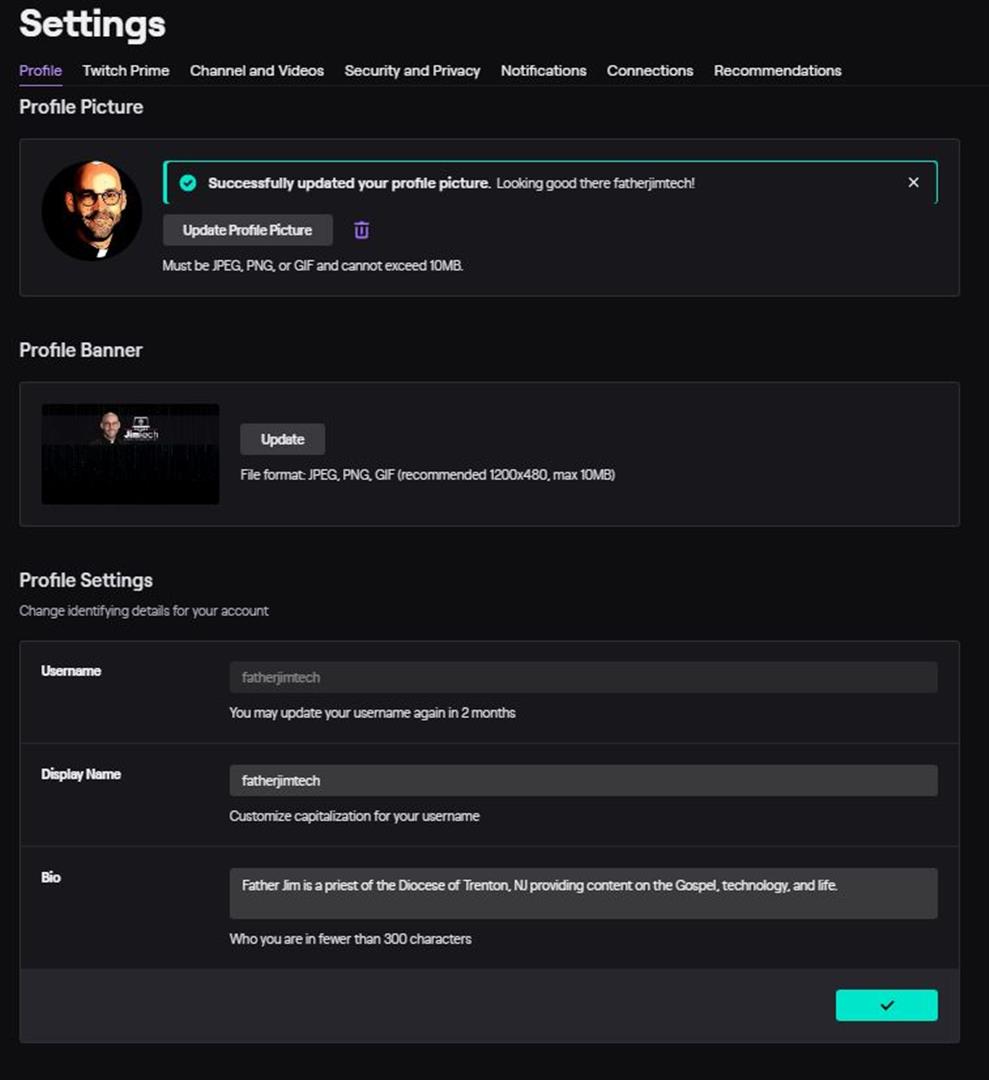 Settings
Profile Twitch Prime Channel and Videos Security and Privacy Notifications Connections Recommendations
Profile Picture
Successfully updated your profile picture. Looking good there fatherjimtech!
Update Profile Picture
Must be JPEG, PNG, or GIF and cannot exceed 10MB.
Profile Banner
JimTech
Update
File format: JPEG, PNG, GIF (recommended 1200x480, max 10MB)
Profile Settings
Change identifying details for your account
Username
fatherjimtech
You may update your username again in 2 months
Display Name
fatherjimtech
Customize capitalization for your username
Bio
Father Jim is a priest of the Diocese of Trenton, NJ providing content on the Gospel, technology, and life.
Who you are in fewer than 300 characters